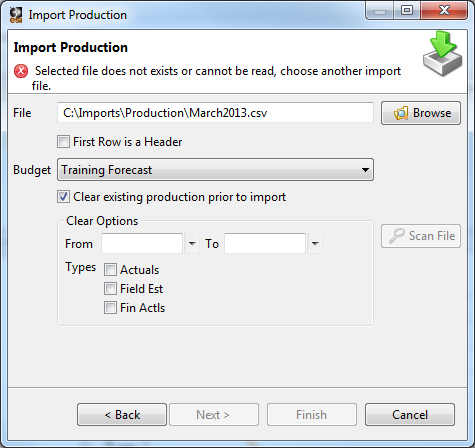 Import Production
Import Production
Selected file does not exists or cannot be read, choose another import
file.
File C:\Imports\Production\March2013.csv Browse
First Row is a Header
Budget Training Forecast
Clear existing production prior to import
Clear Options
From To Scan File
Types Actuals
Field Est
Fin Actls
< Back Next > Finish Cancel